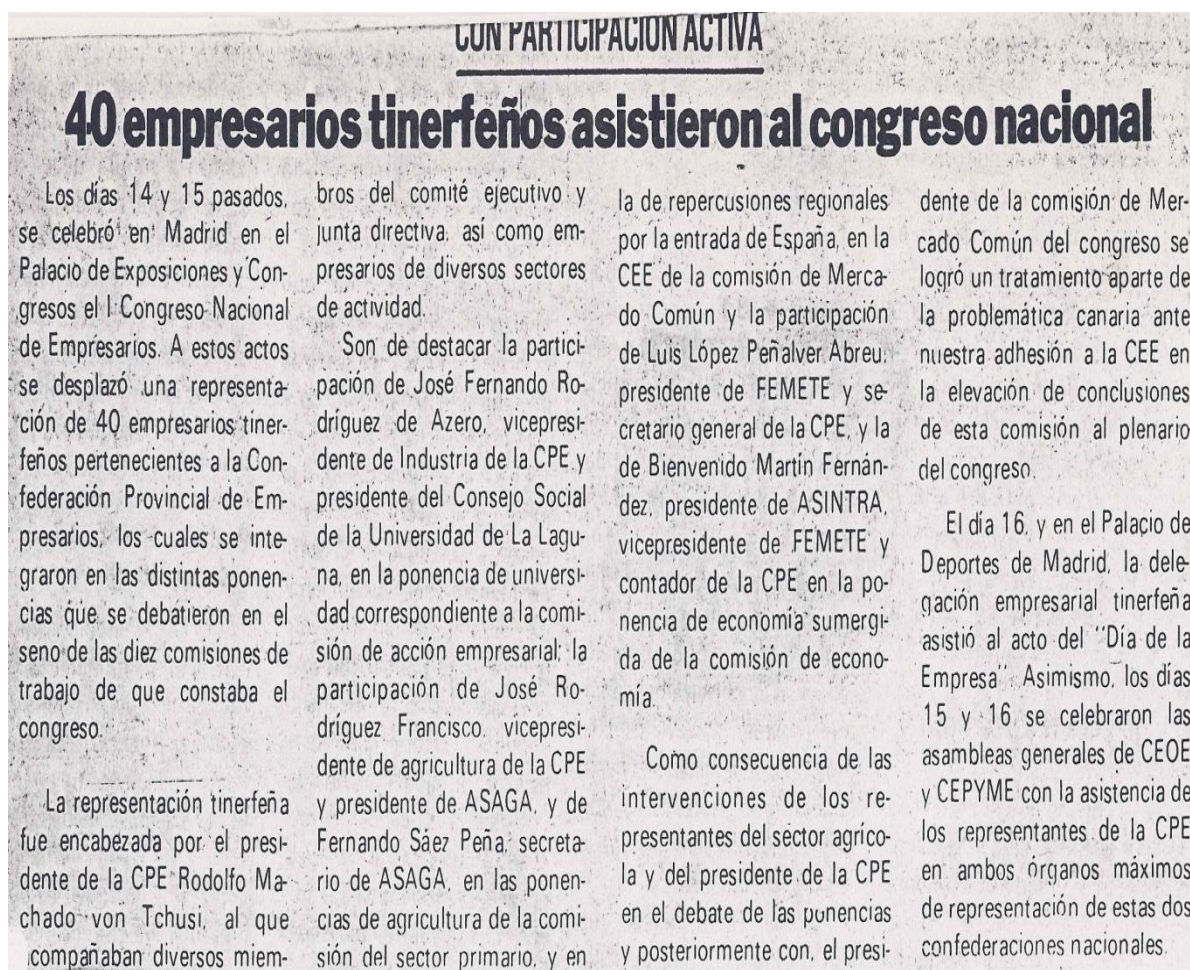 CON PARTICIPACION ACTIVA
40 empresarios tinerfeños asistieron al congreso nacional
Los días 14 y 15 pasados,
se celebró en Madrid en el
Palacio de Exposiciones y Con-
gresos el I Congreso Nacional
de Empresarios. A estos actos
se desplazó una representa-
ción de 40 empresarios tiner-
feños pertenecientes a la Con-
federación Provincial de Em-
presarios, los cuales se inte-
graron en las distintas ponen-
cias que se debatieron en el
seno de las diez comisiones de
trabajo de que constaba el
congreso.
La representación tinerfeña
fue encabezada por el presi-
dente de la CPE Rodolfo Ma-
chado von Tchusi, al que
acompañaban diversos miem-
bros del comité ejecutivo y
junta directiva, así como em-
presarios de diversos sectores
de actividad.
Son de destacar la partici-
pación de José Fernando Ro-
dríguez de Azero, vicepresi-
dente de Industria de la CPE y
presidente del Consejo Social
de la Universidad de La Lagu-
na, en la ponencia de universi-
dad correspondiente a la comi-
sión de acción empresarial; la
participación de José Ro-
dríguez Francisco, vicepresi-
dente de agricultura de la CPE
y presidente de ASAGA, y de
Fernando Sáez Peña, secreta-
rio de ASAGA, en las ponen-
cias de agricultura de la comi-
sión del sector primario, y en
la de repercusiones regionales
por la entrada de España, en la
CEE de la comisión de Merca-
do Común y la participación
de Luis López Peñalver Abreu,
presidente de FEMETE y se-
cretario general de la CPE, y la
de Bienvenido Martín Fernán-
dez, presidente de ASINTRA,
vicepresidente de FEMETE y
contador de la CPE en la po-
nencia de economía sumergi-
da de la comisión de econo-
mía.
Como consecuencia de las
intervenciones de los re-
presentantes del sector agríco-
la y del presidente de la CPE
en el debate de las ponencias
y posteriormente con, el presi-
dente de la comisión de Mer-
cado Común del congreso se
logró un tratamiento aparte de
la problemática canaria ante
nuestra adhesión a la CEE en
la elevación de conclusiones
de esta comisión al plenario
del congreso.
El día 16, y en el Palacio de
Deportes de Madrid, la dele-
gación empresarial tinerfeña
asistió al acto del "Día de la
Empresa". Asimismo, los días
15 y 16 se celebraron las
asambleas generales de CEOE
y CEPYME con la asistencia de
los representantes de la CPE
en ambos órganos máximos
de representación de estas dos
confederaciones nacionales.